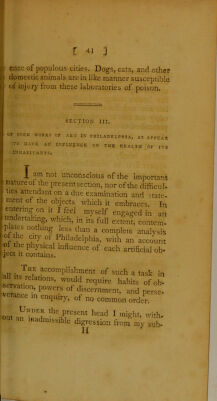 [ 41 ]
ence of populous cities. Dogs, cats, and other
domestic animals are in like manner susceptible
of injury from these laboratories of poison.
SECTION III.
OF SOME WORKS OF ART IN PHILADELPHIA, AS APPEAR
TO HAVE AN INFLUENCE ON THE HEALTH OF ITS
INHABITANTS.
I am not unconscious of the important
nature of the present section, nor of the difficul-
ties attendant on a due examination and state-
ment of the objects which it embraces. In
entering on it I feel myself engaged in an
undertaking, which, in its full extent, contem-
plates nothing less than a complete analysis
of the city of Philadelphia, with an account
of the physical influence of each artificial ob-
ject it contains.
THE accomplishment of such a task in
all its relations, would require habits of ob-
servation, powers of discernment, and perse-
verance in enquiry, of no common order.
UNDER the present head I might, with-
out an inadmissible digression from my sub-
H